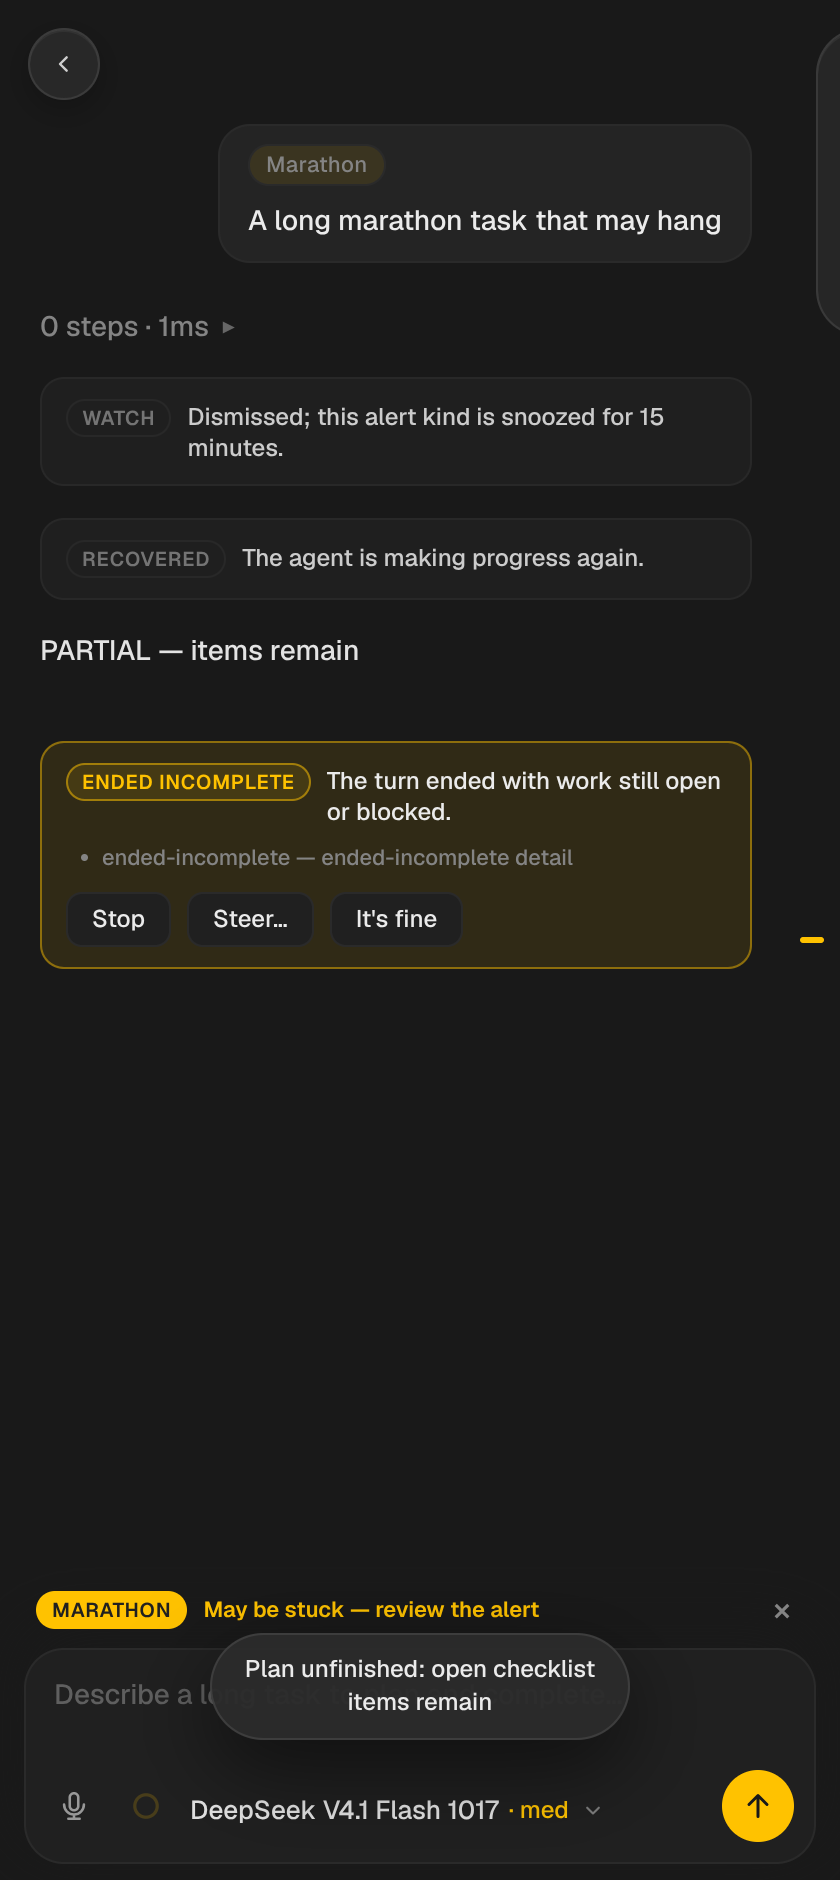 Marathon
A long marathon task that may hang
0 steps · 1ms ▸
WATCH Dismissed; this alert kind is snoozed for 15
minutes.
RECOVERED The agent is making progress again.
PARTIAL — items remain
ENDED INCOMPLETE The turn ended with work still open
or blocked.
• ended-incomplete — ended-incomplete detail
Stop Steer... It's fine
MARATHON May be stuck — review the alert ×
Plan unfinished: open checklist
items remain
Describe a long task
DeepSeek V4.1 Flash 1017 · med